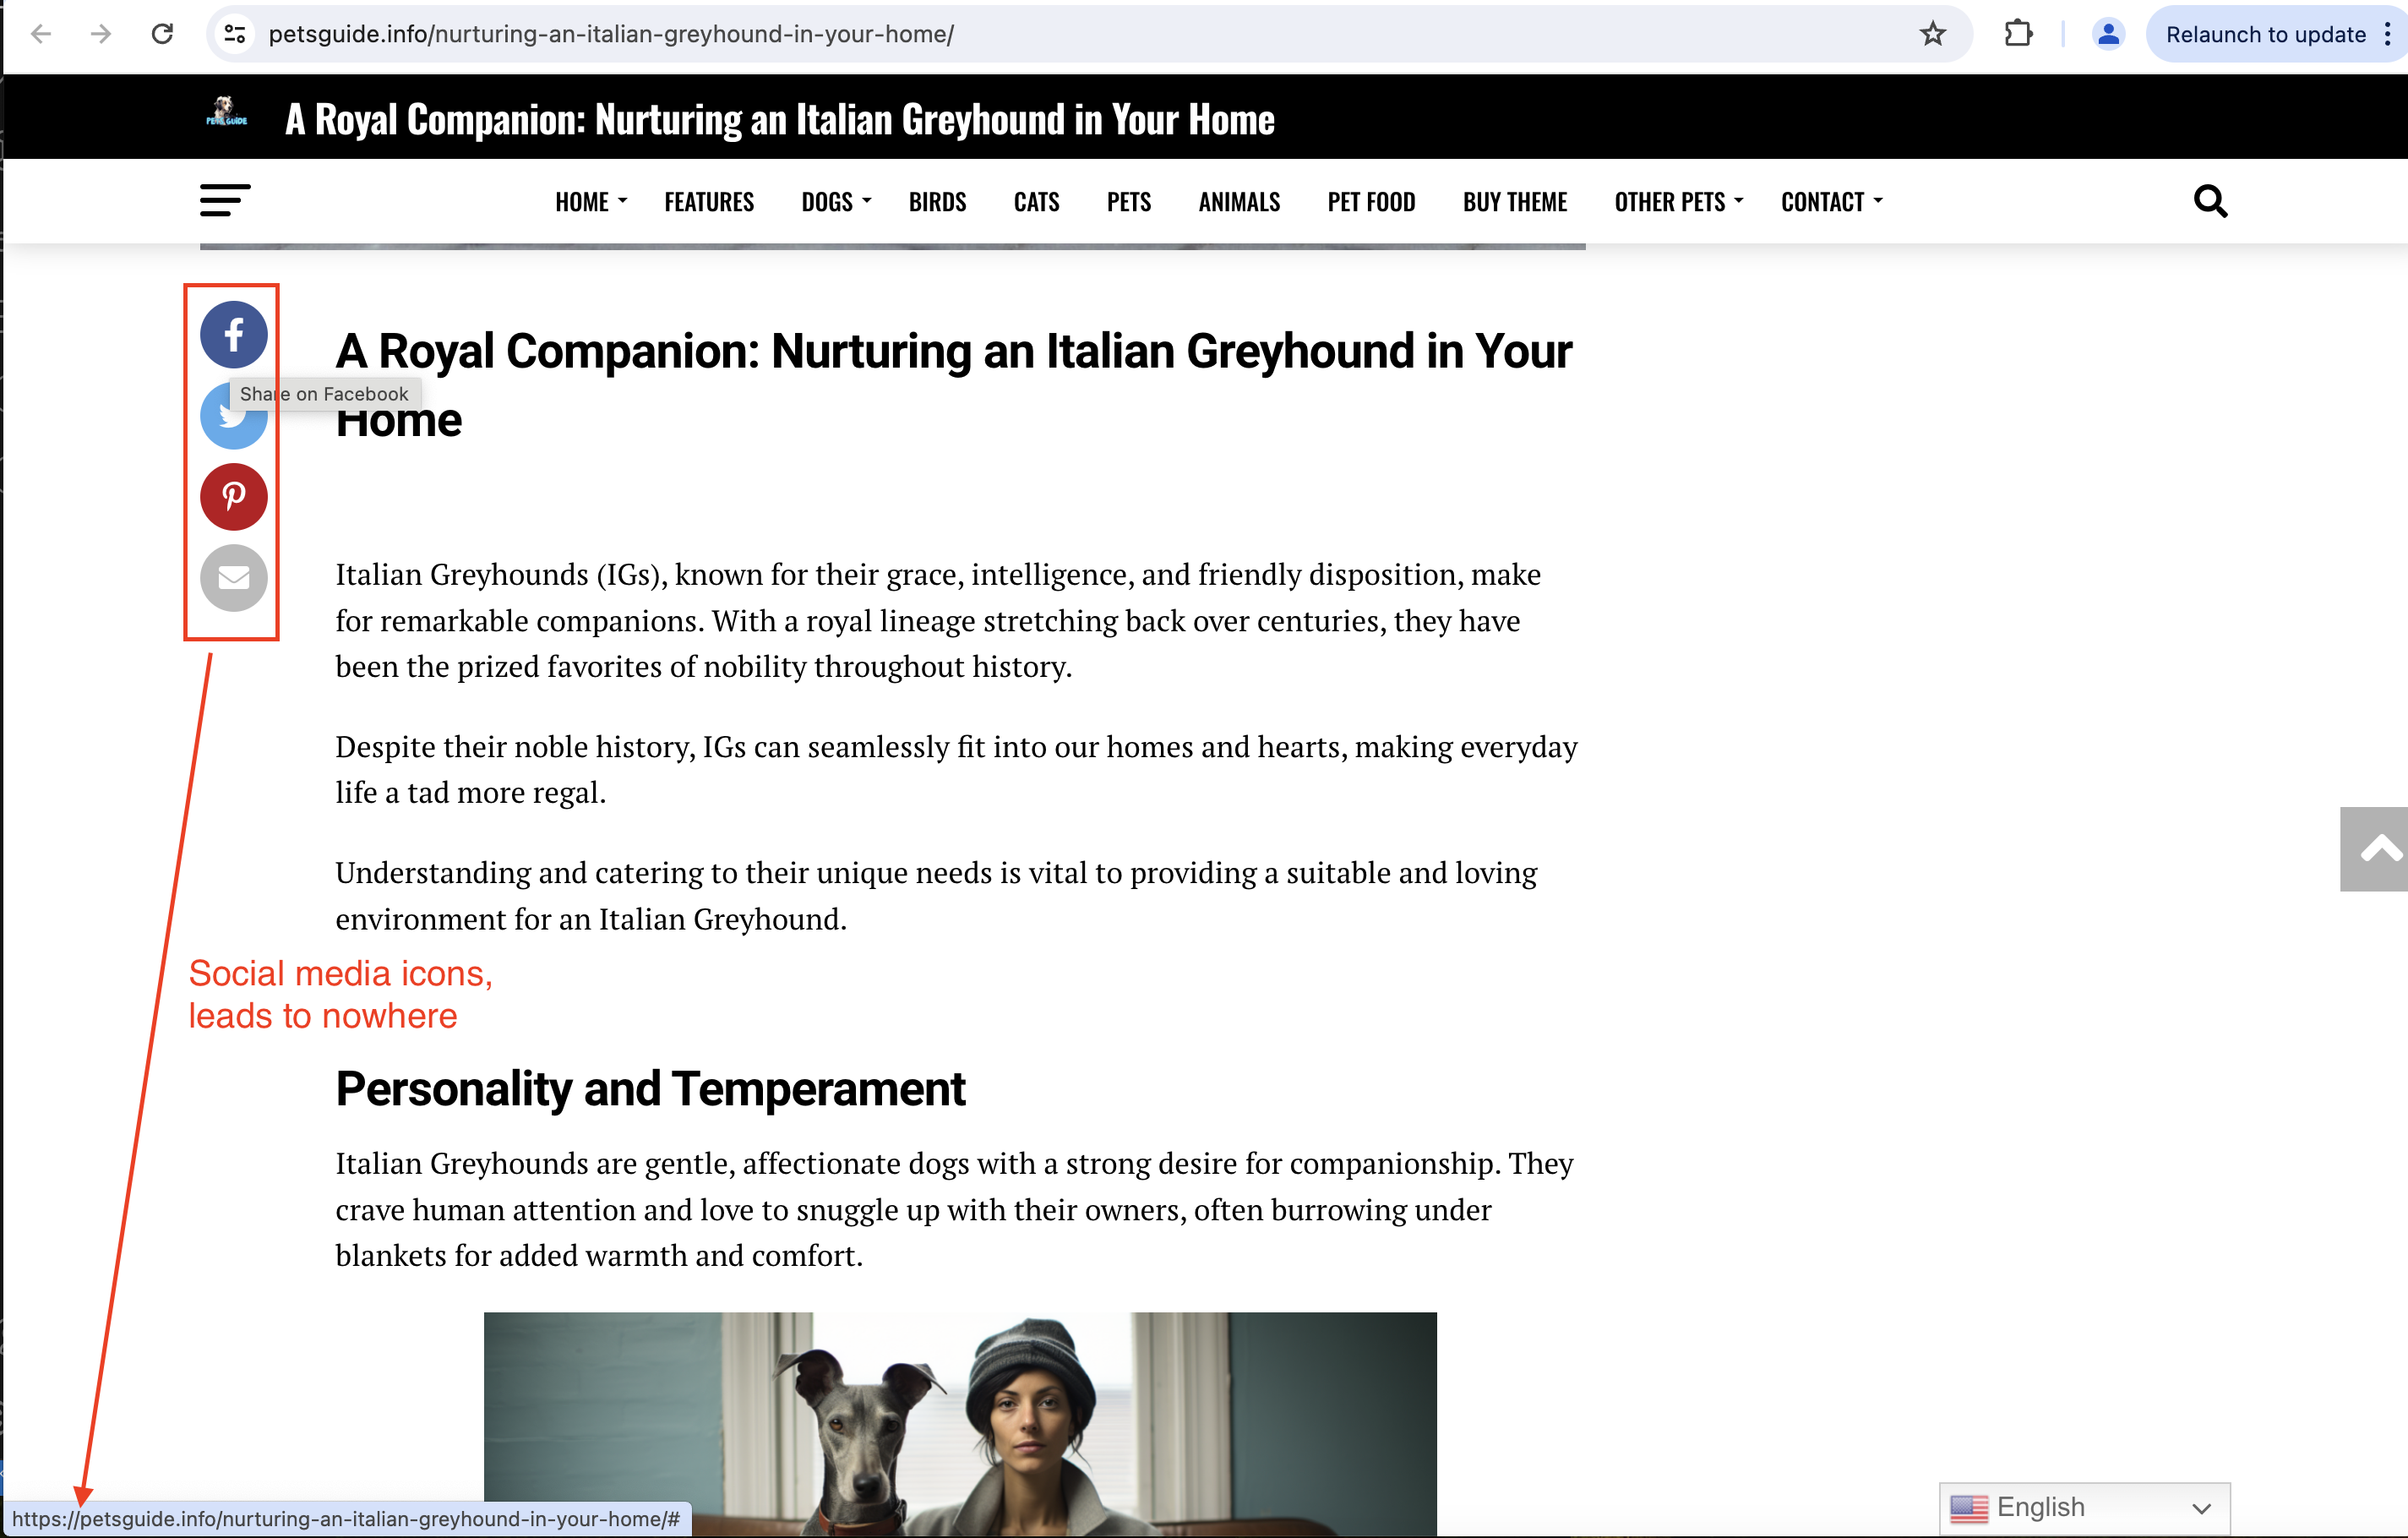 petsguide.info/nurturing-an-italian-greyhound-in-your-home/
Relaunch to update
PETS GUIDE
A Royal Companion: Nurturing an Italian Greyhound in Your Home
HOME
FEATURES
DOGS
BIRDS
CATS
PETS
ANIMALS
PET FOOD
BUY THEME
OTHER PETS
CONTACT
Share on Facebook
A Royal Companion: Nurturing an Italian Greyhound in Your
Home
Italian Greyhounds (IGs), known for their grace, intelligence, and friendly disposition, make
for remarkable companions. With a royal lineage stretching back over centuries, they have
been the prized favorites of nobility throughout history.
Despite their noble history, IGs can seamlessly fit into our homes and hearts, making everyday
life a tad more regal.
Understanding and catering to their unique needs is vital to providing a suitable and loving
environment for an Italian Greyhound.
Social media icons,
leads to nowhere
Personality and Temperament
Italian Greyhounds are gentle, affectionate dogs with a strong desire for companionship. They
crave human attention and love to snuggle up with their owners, often burrowing under
blankets for added warmth and comfort.
https://petsguide.info/nurturing-an-italian-greyhound-in-your-home/#
English